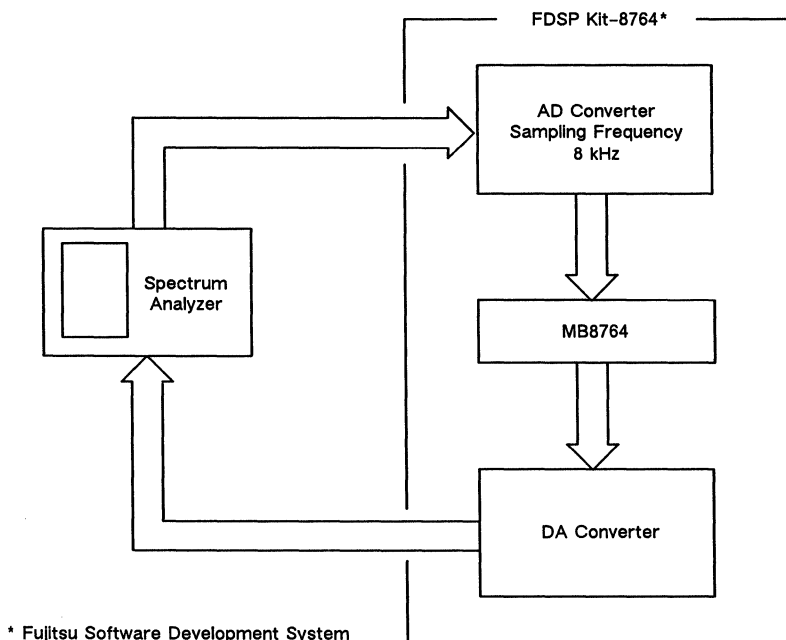 FDSP Kit-8764*
AD Converter
Sampling Frequency
8 kHz
Spectrum
Analyzer
MB8764
DA Converter
* Fujitsu Software Development System